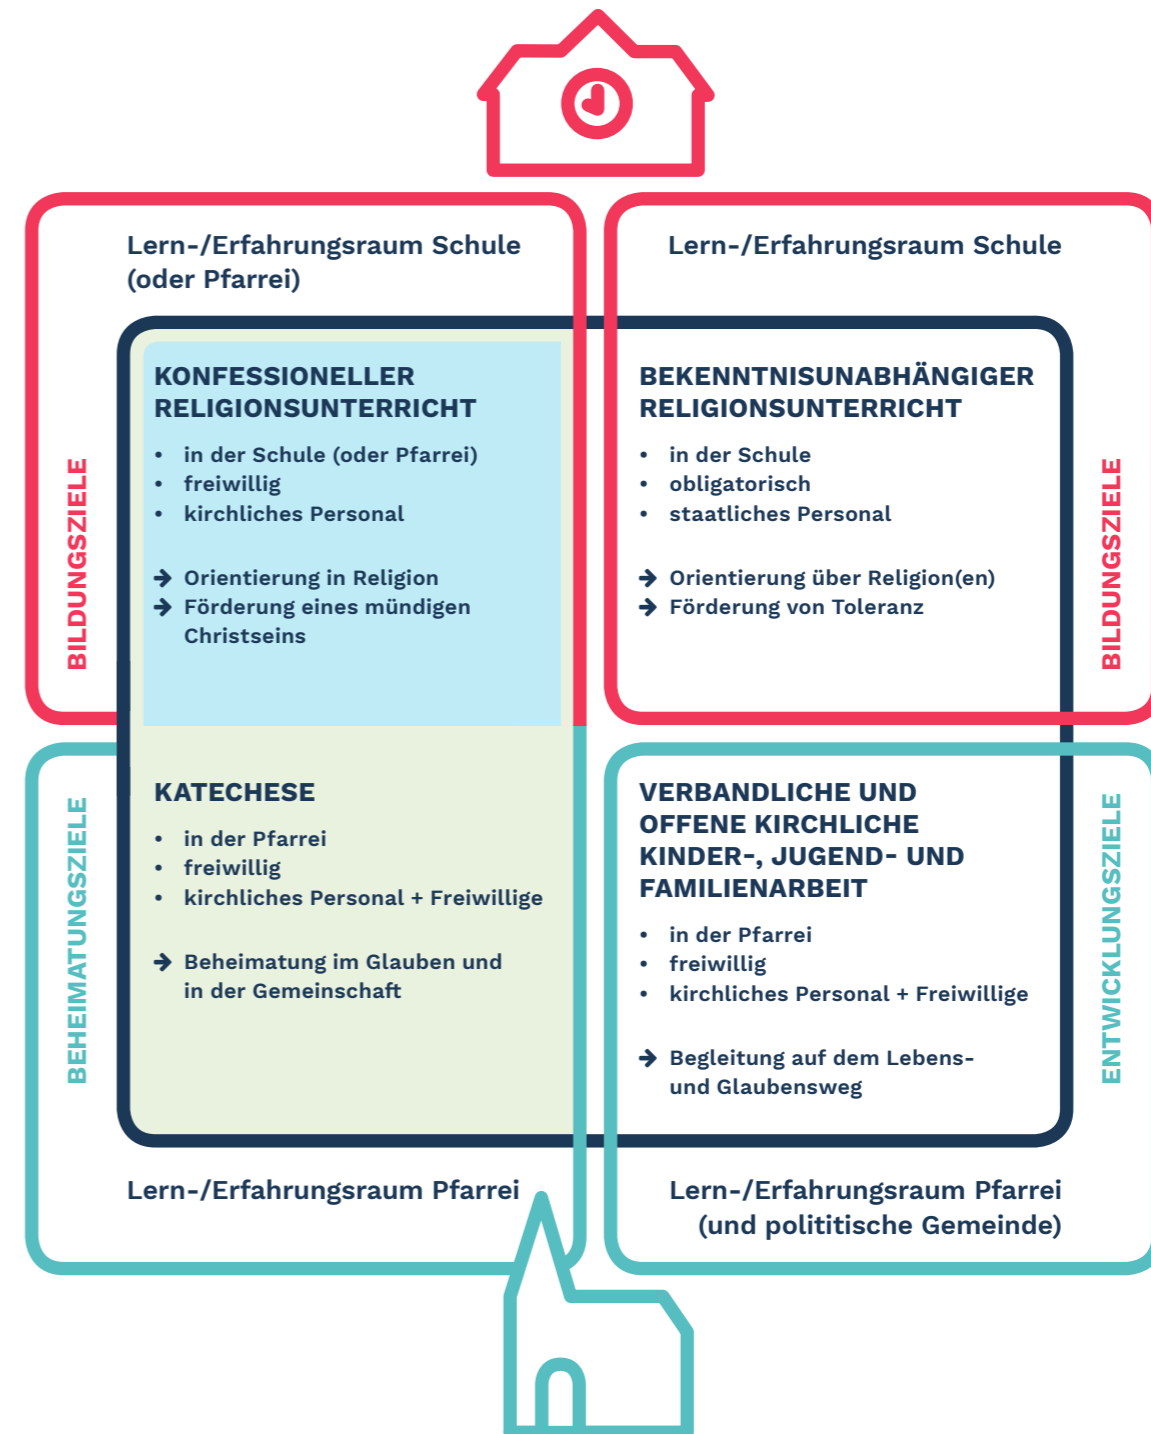 Lern-/Erfahrungsraum Schule
(oder Pfarrei)
Lern-/Erfahrungsraum Schule
BILDUNGSZIELE
KONFESSIONELLER
RELIGIONSUNTERRICHT
• in der Schule (oder Pfarrei)
• freiwillig
• kirchliches Personal
→ Orientierung in Religion
→ Förderung eines mündigen
Christseins
BEKENNTNISUNABHÄNGIGER
RELIGIONSUNTERRICHT
• in der Schule
• obligatorisch
• staatliches Personal
→ Orientierung über Religion(en)
→ Förderung von Toleranz
BILDUNGSZIELE
BEHEIMATUNGSZIELE
KATECHESE
• in der Pfarrei
• freiwillig
• kirchliches Personal + Freiwillige
→ Beheimatung im Glauben und
in der Gemeinschaft
VERBANDLICHE UND
OFFENE KIRCHLICHE
KINDER-, JUGEND- UND
FAMILIENARBEIT
• in der Pfarrei
• freiwillig
• kirchliches Personal + Freiwillige
→ Begleitung auf dem Lebens-
und Glaubensweg
ENTWICKLUNGSZIELE
Lern-/Erfahrungsraum Pfarrei
Lern-/Erfahrungsraum Pfarrei
(und polititische Gemeinde)